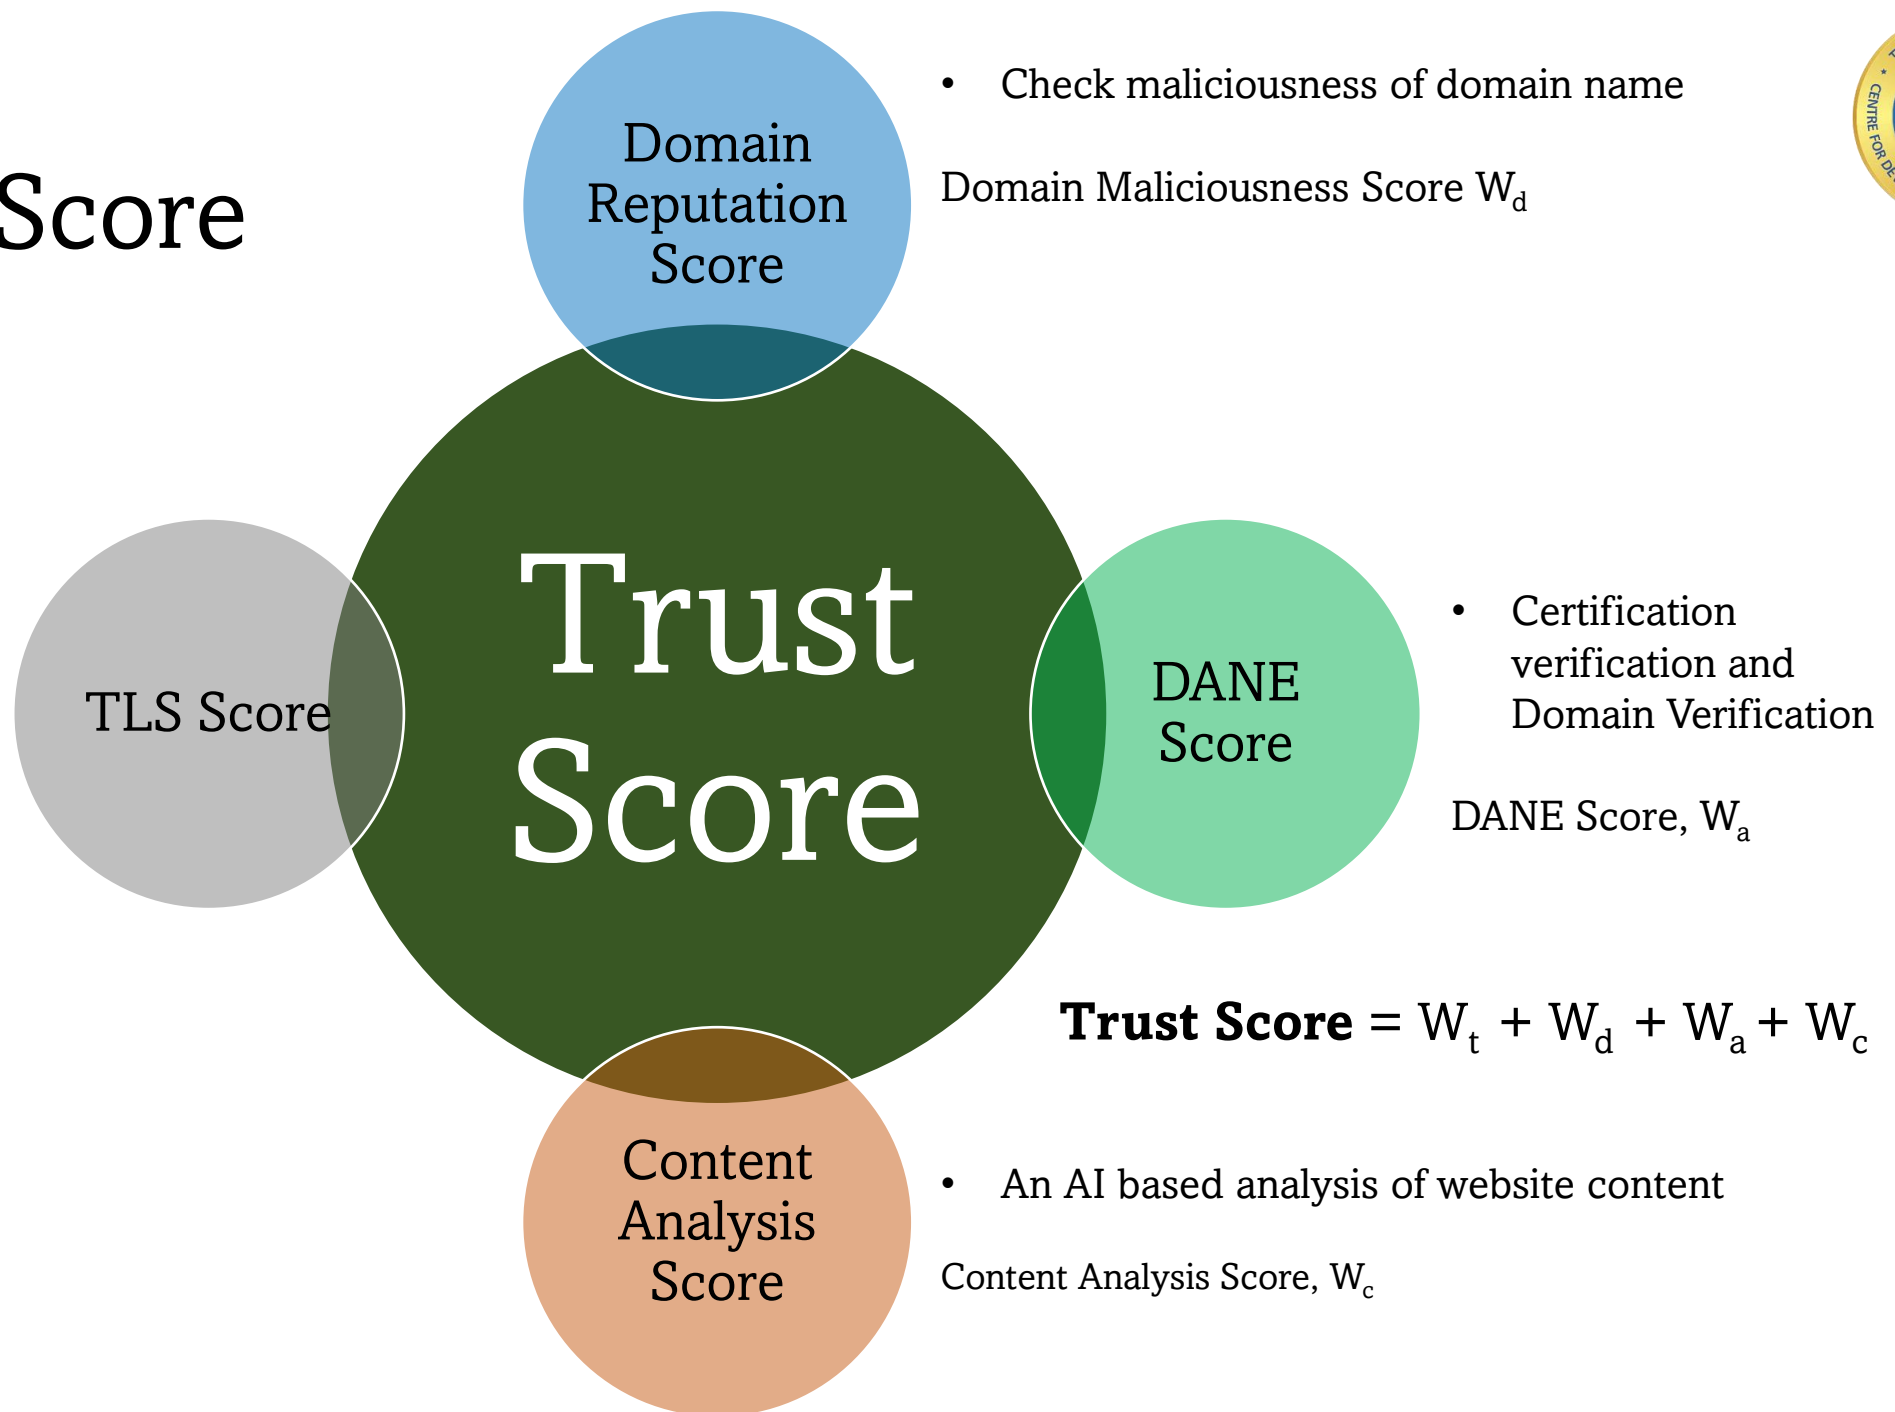 Score
Domain
Reputation
Score
• Check maliciousness of domain name
Domain Maliciousness Score Wd
CENTRE FOR
TLS Score
Trust
Score
DANE
Score
• Certification
verification and
Domain Verification
DANE Score, Wa
Trust Score = Wt + Wd + Wa + Wc
Content
Analysis
Score
• An AI based analysis of website content
Content Analysis Score, Wc